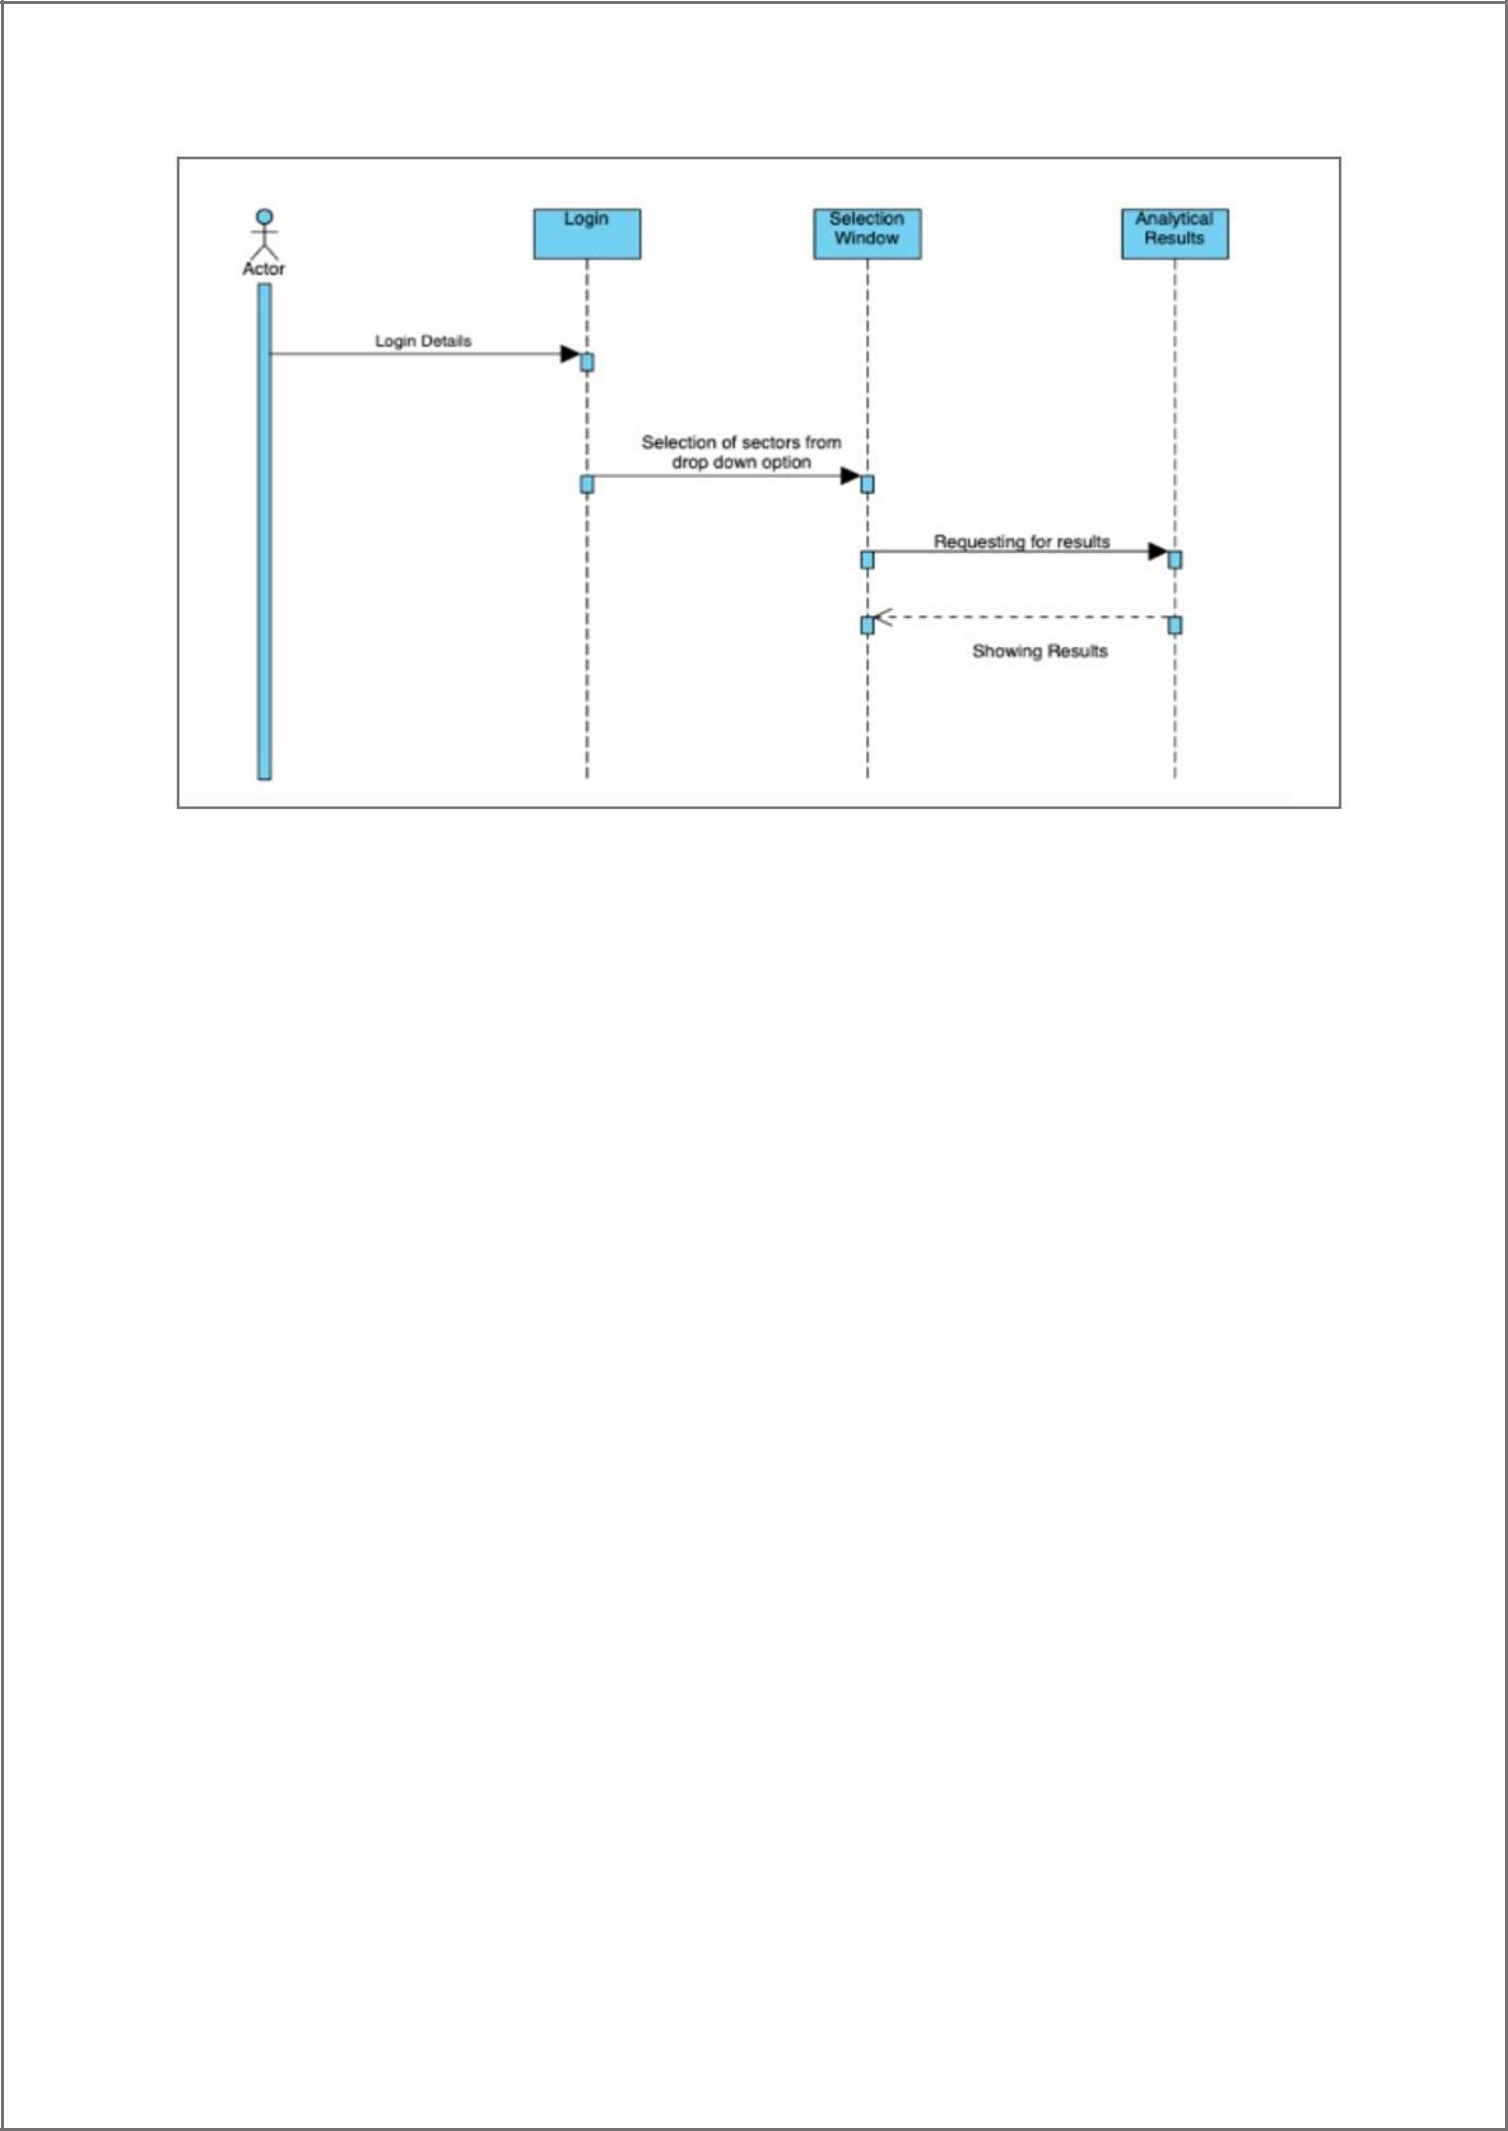 Actor
Login
Selection
Window
Analytical
Results
Login Details
Selection of sectors from
drop down option
Requesting for results
Showing Results